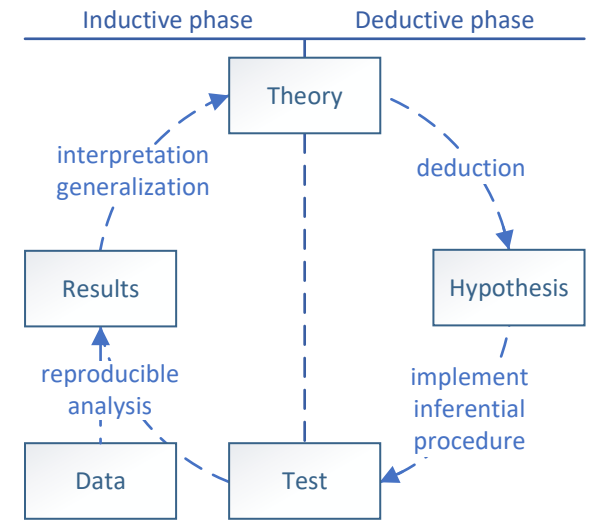 Inductive phase
Deductive phase
Theory
interpretation
generalization
deduction
Results
Hypothesis
reproducible
analysis
implement
inferential
procedure
Data
Test